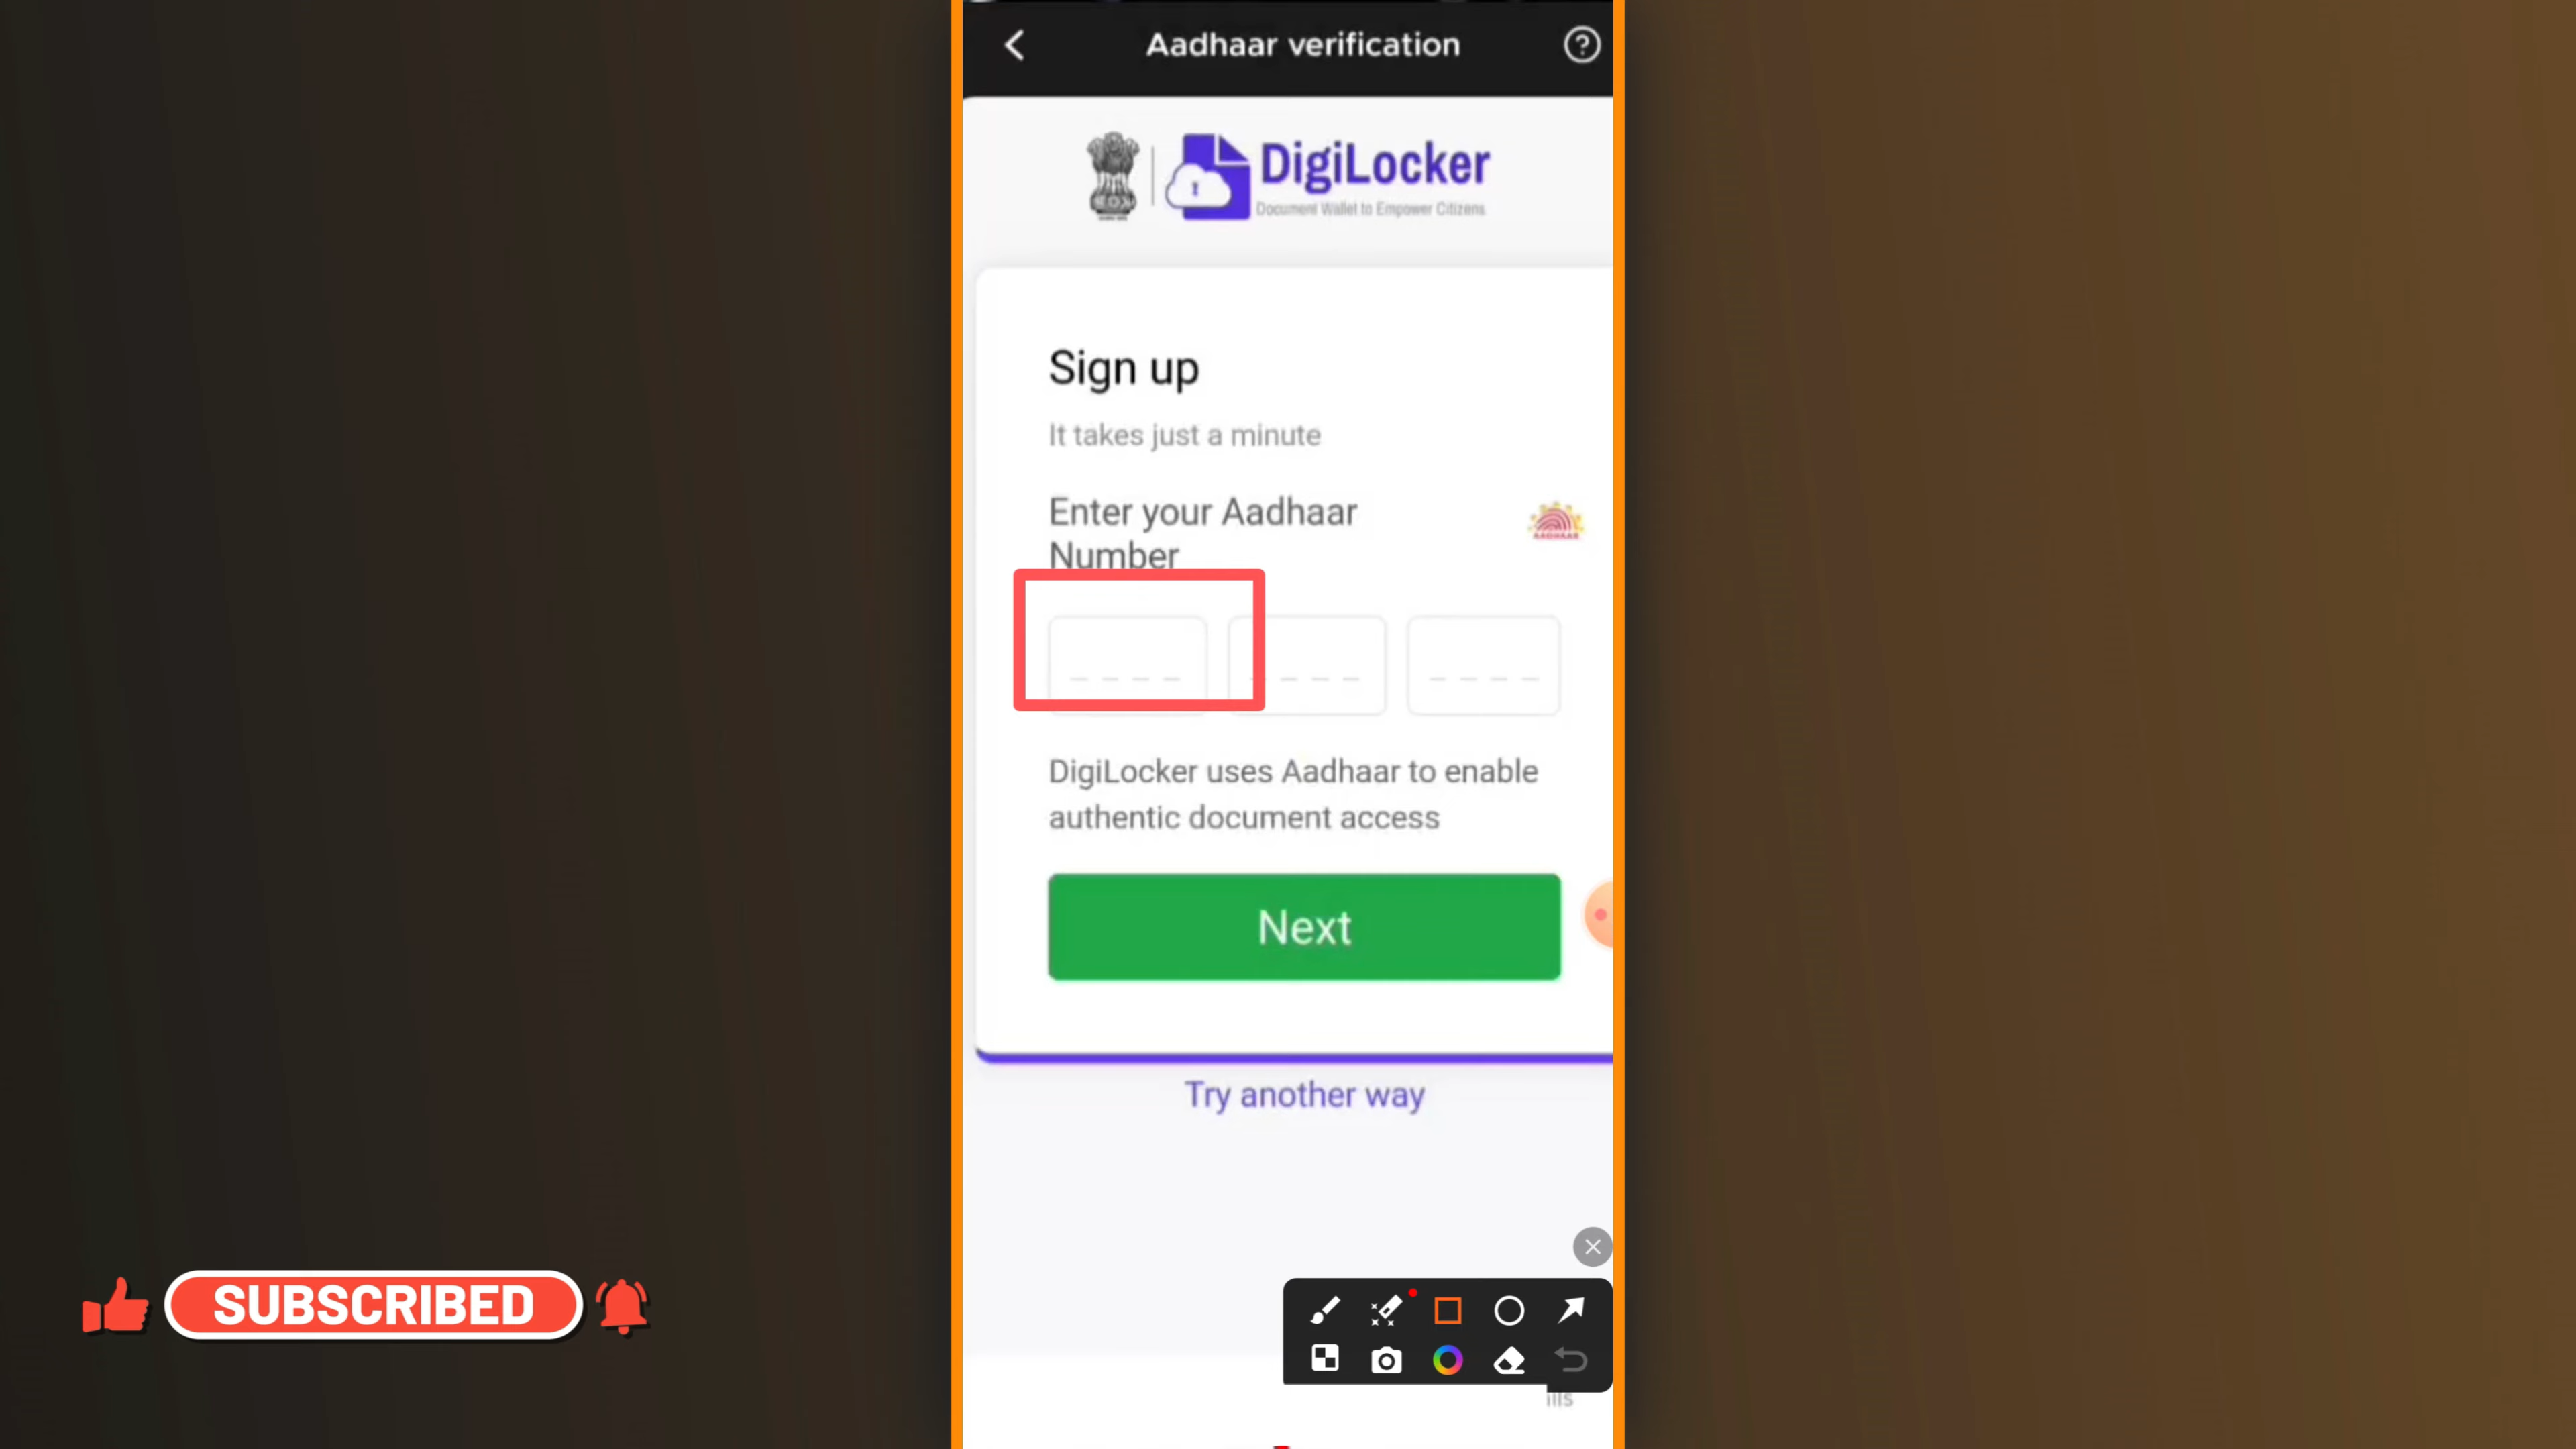 Aadhaar verification
DigiLocker
Document Wallet to Empower Citizens
Sign up
It takes just a minute
Enter your Aadhaar
Number
AADHAAR
DigiLocker uses Aadhaar to enable
authentic document access
Next
Try another way
SUBSCRIBED